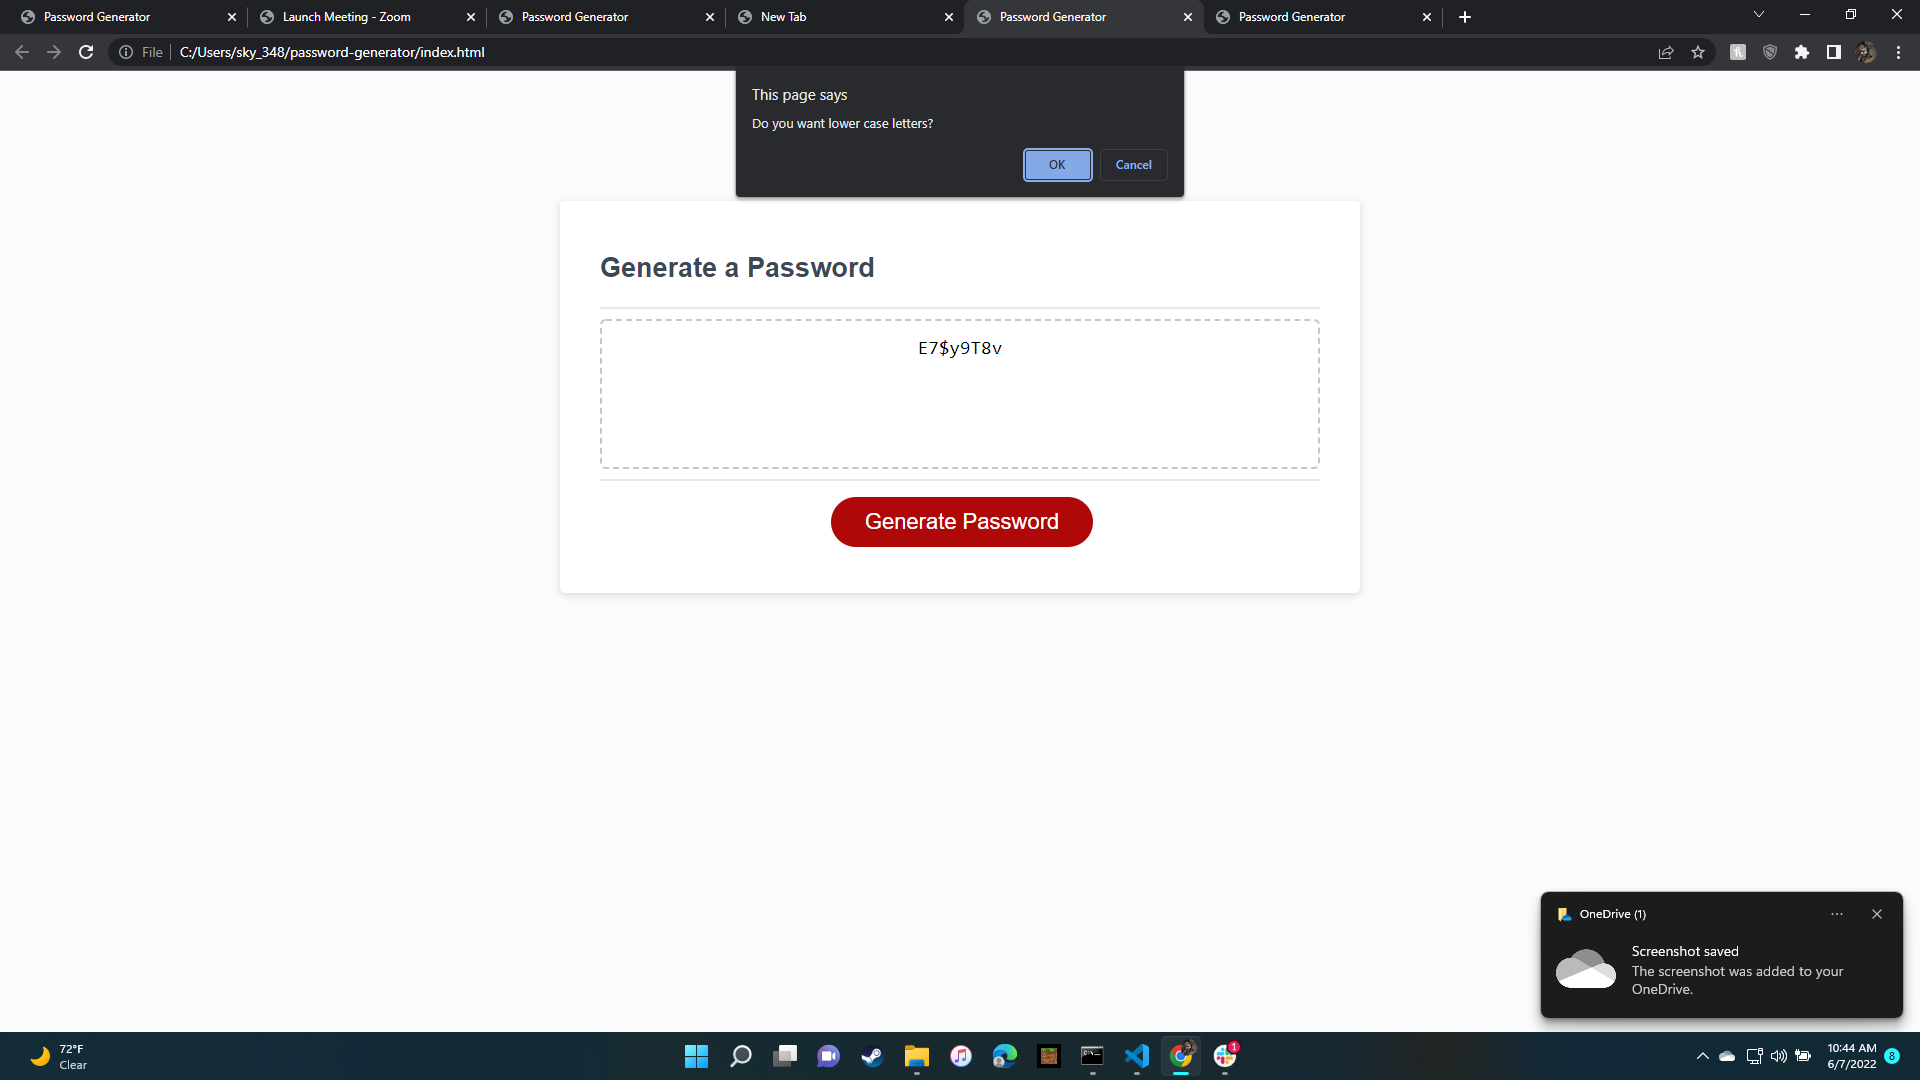 Password Generator
Launch Meeting - Zoom
Password Generator
New Tab
Password Generator
Password Generator
File
C:/Users/sky_348/password-generator/index.html
This page says
Do you want lower case letters?
OK
Cancel
Generate a Password
E7$y9T8v
Generate Password
OneDrive (1)
Screenshot saved
The screenshot was added to your
OneDrive.
72°F
Clear
1
10:44 AM
6/7/2022
8